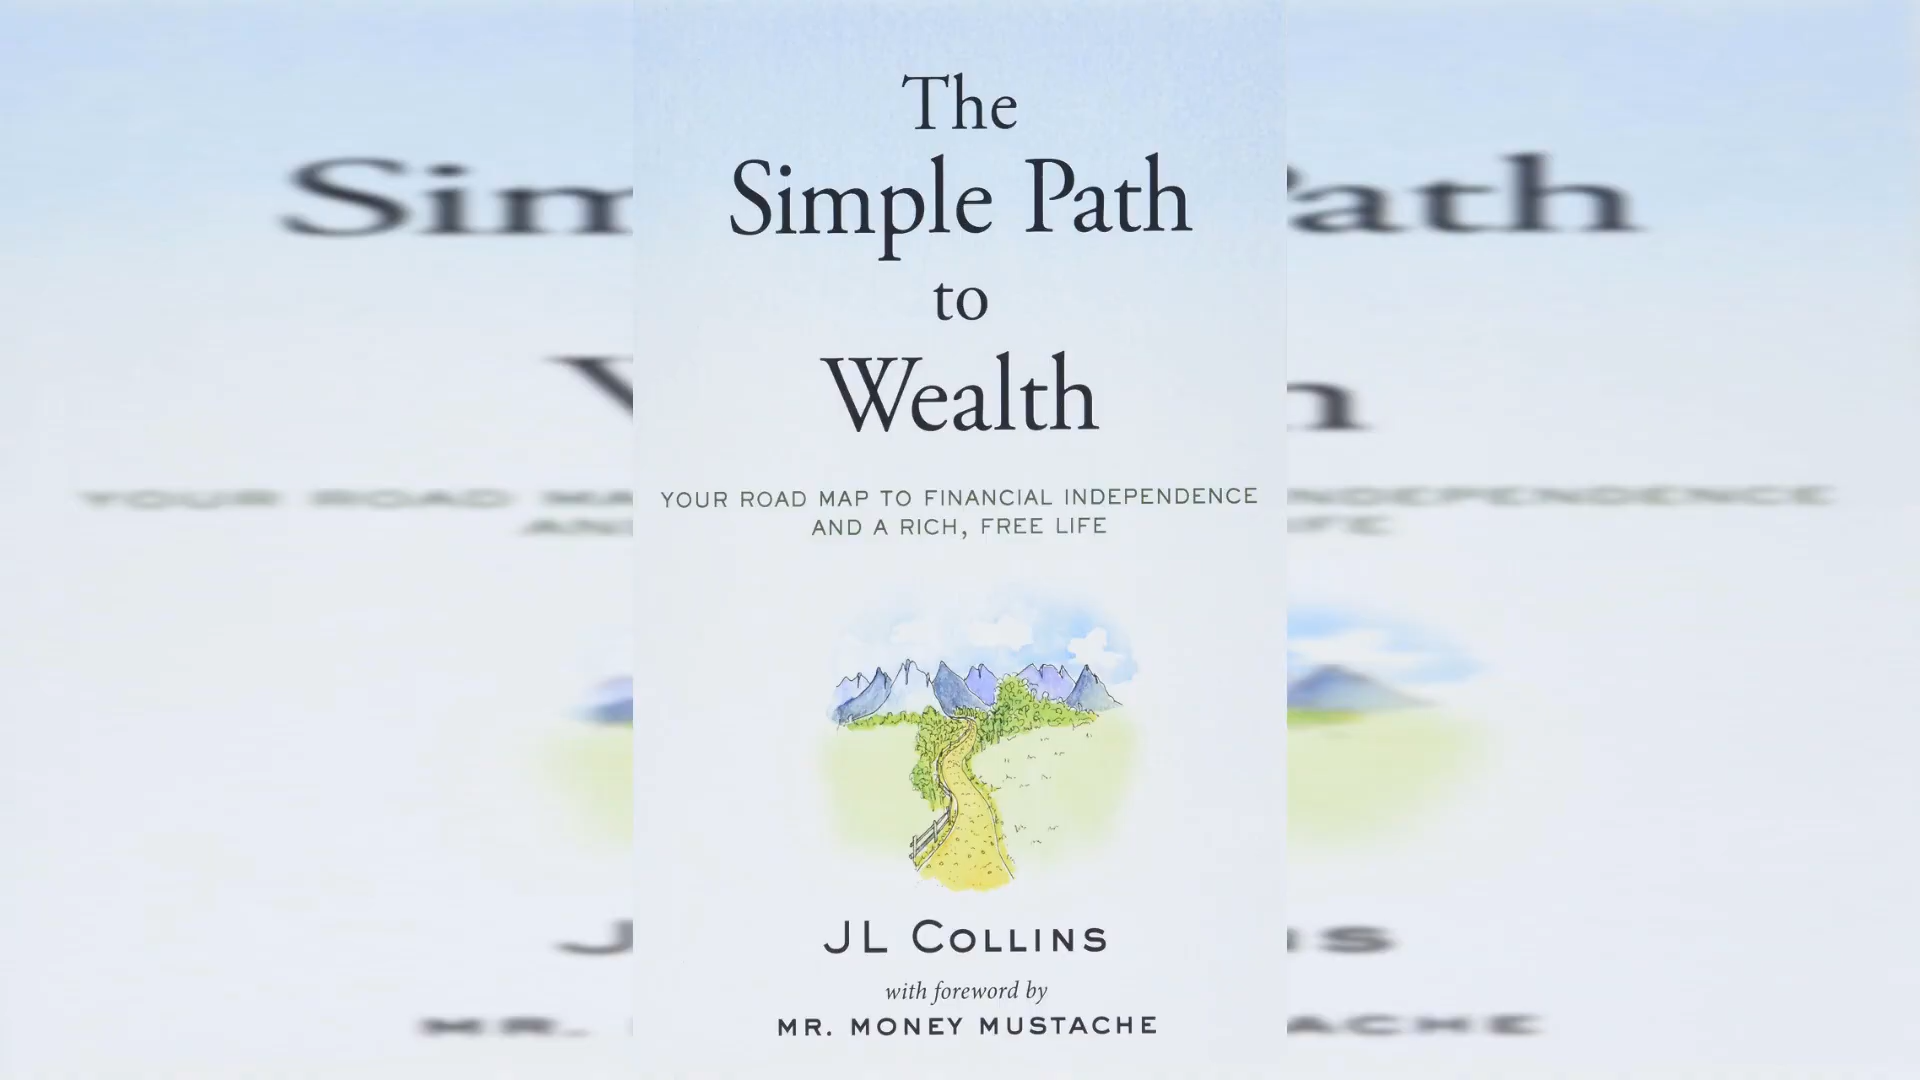 The
Simple Path
to
Wealth
YOUR ROAD MAP TO FINANCIAL INDEPENDENCE
AND A RICH, FREE LIFE
JL COLLINS
with foreword by
MR. MONEY MUSTACHE